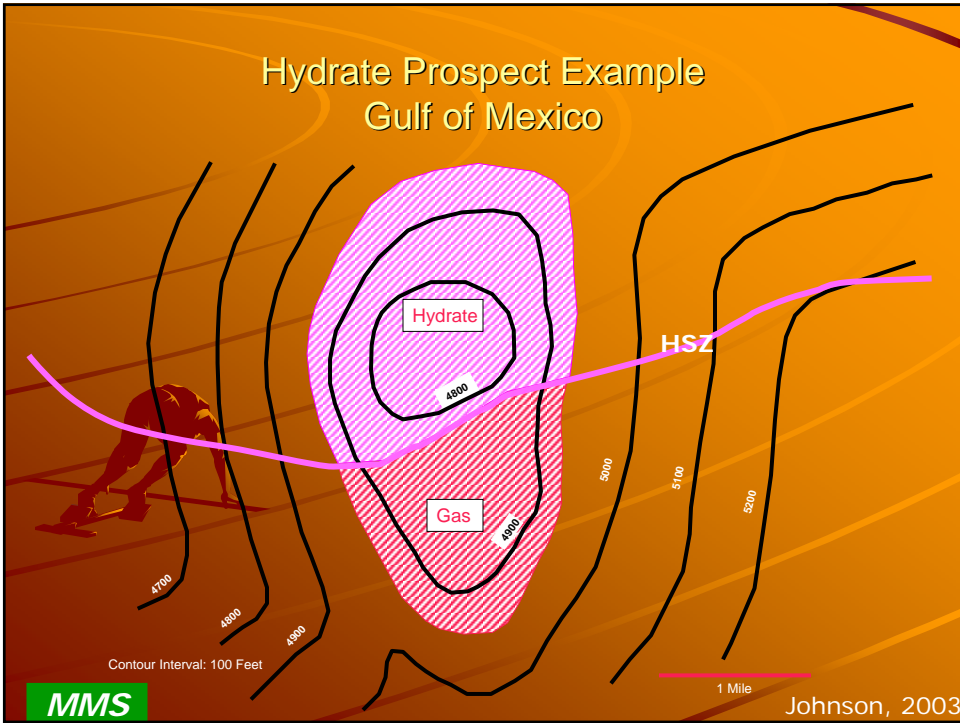 Hydrate Prospect Example
Gulf of Mexico
Hydrate
HSZ
4800
5000
5100
5200
Gas
4900
4700
4800
4900
Contour Interval: 100 Feet
1 Mile
MMS
Johnson, 2003